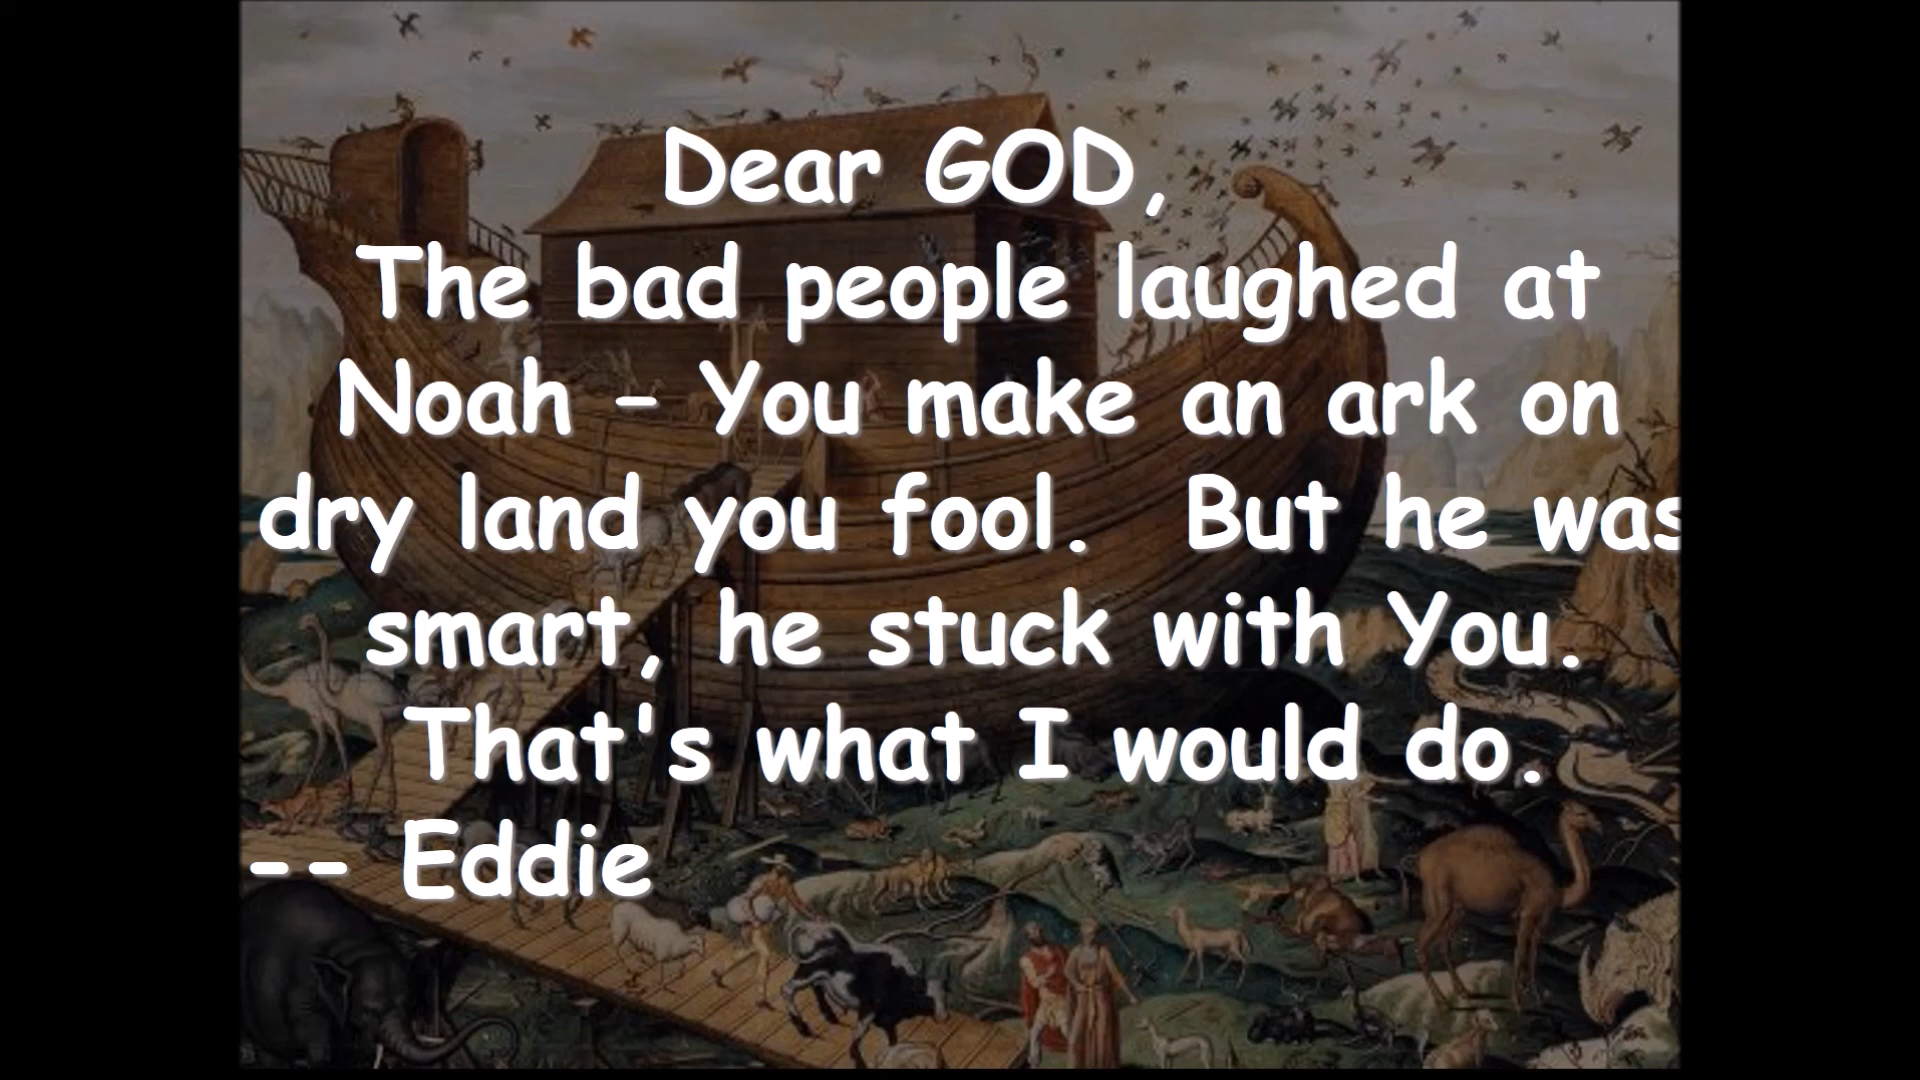 Dear GOD,
The bad people laughed at
Noah – You make an ark on
dry land you fool.  But he was
smart, he stuck with You.
That's what I would do.
-- Eddie